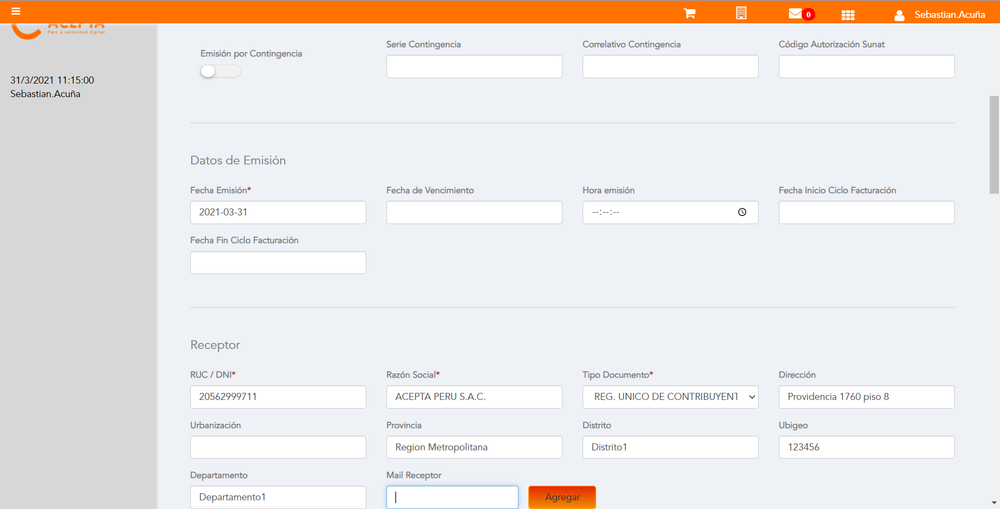 0
Sebastian.Acuña
ACEPTA
Perú a velocidad digital
31/3/2021 11:15:00
Sebastian.Acuña
Emisión por Contingencia
Serie Contingencia
Correlativo Contingencia
Código Autorización Sunat
Datos de Emisión
Fecha Emisión*
Fecha de Vencimiento
Hora emisión
Fecha Inicio Ciclo Facturación
2021-03-31
--:--:--
Fecha Fin Ciclo Facturación
Receptor
RUC / DNI*
Razón Social*
Tipo Documento*
Dirección
20562999711
ACEPTA PERU S.A.C.
REG. UNICO DE CONTRIBUYENT
Providencia 1760 piso 8
Urbanización
Provincia
Distrito
Ubigeo
Region Metropolitana
Distrito1
123456
Departamento
Mail Receptor
Departamento1
Agregar